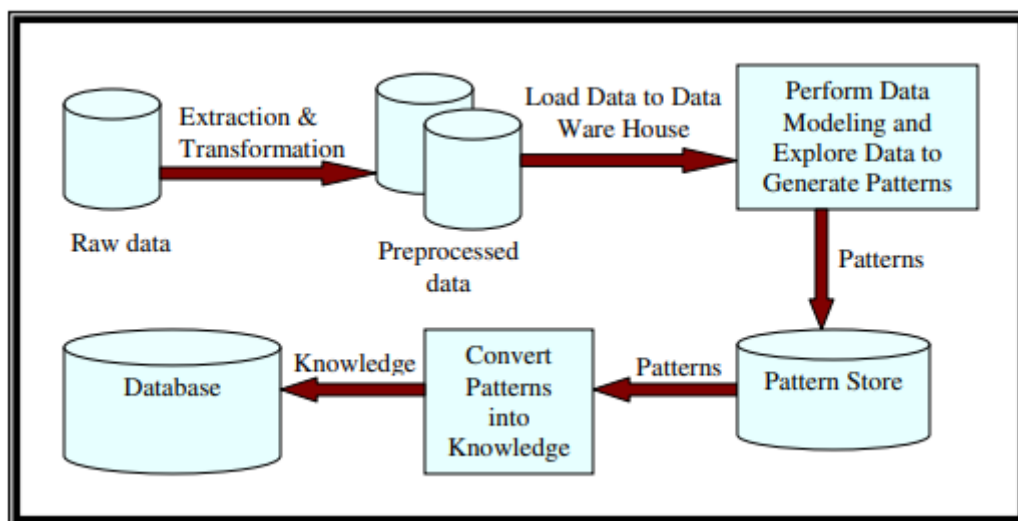 Extraction &
Transformation
Raw data
Preprocessed
data
Load Data to Data
Ware House
Perform Data
Modeling and
Explore Data to
Generate Patterns
Patterns
Pattern Store
Patterns
Convert
Patterns
into
Knowledge
Knowledge
Database